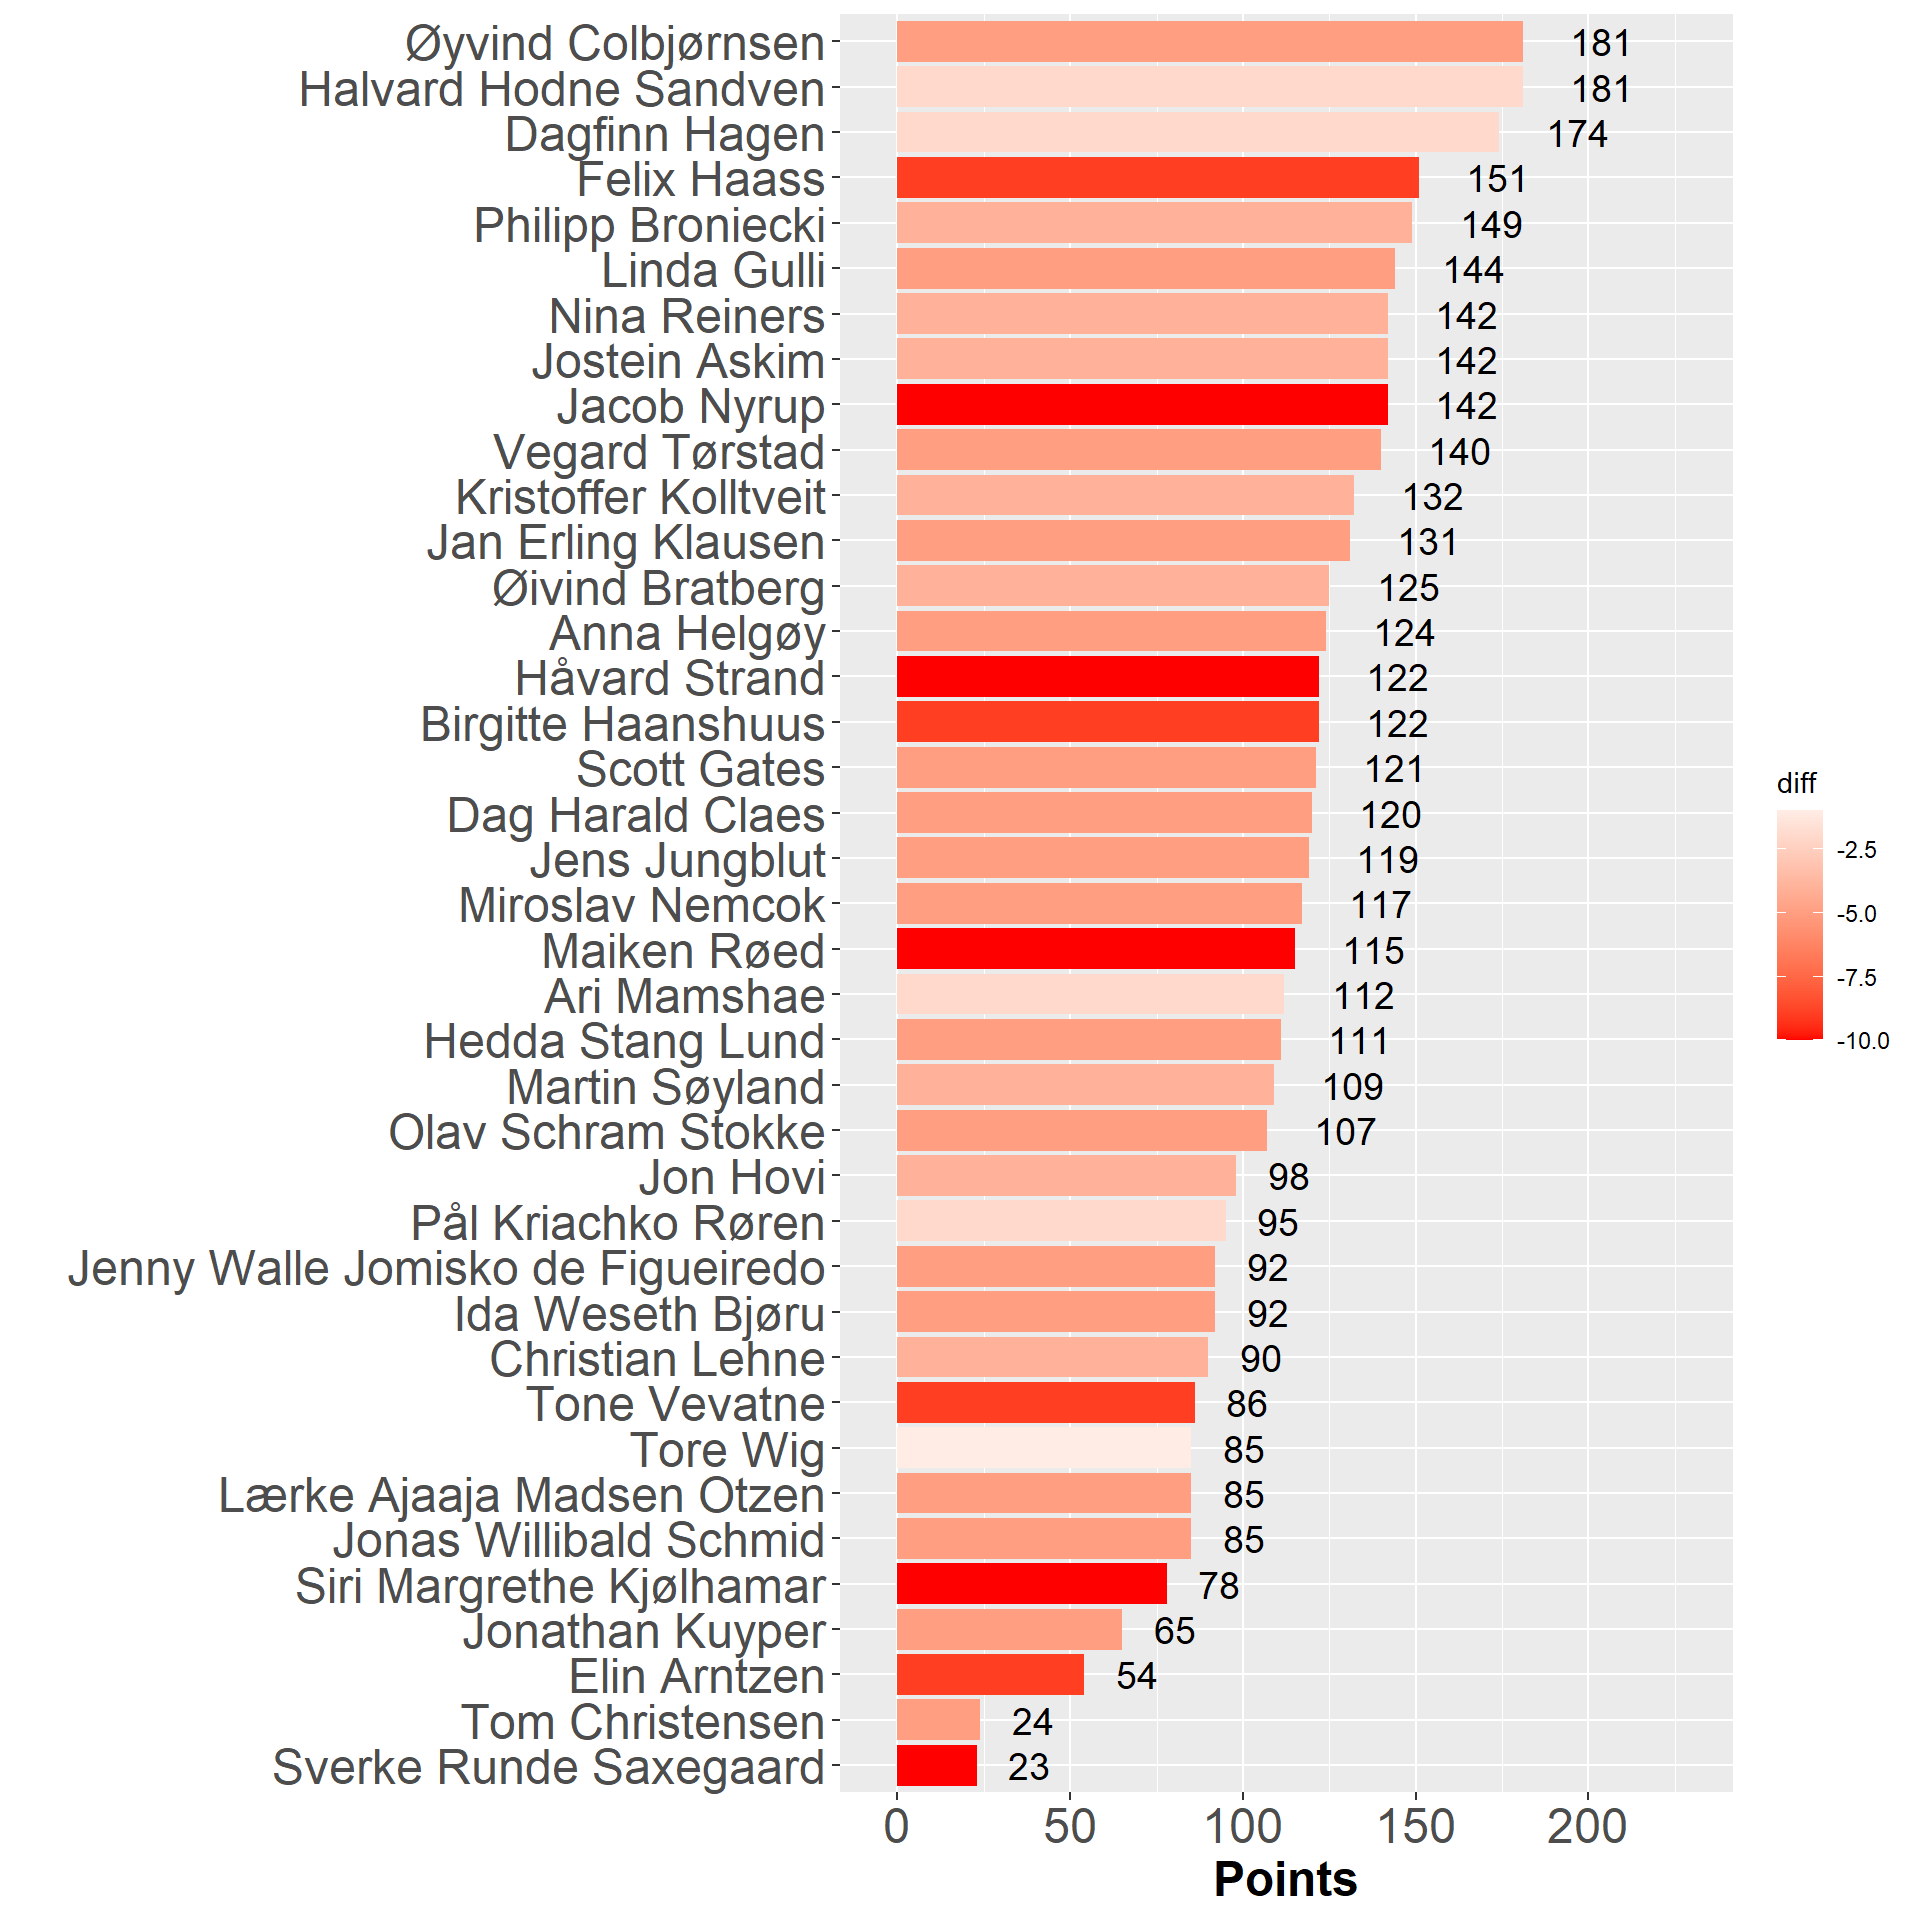 Øyvind Colbjørnsen 181
Halvard Hodne Sandven 181
Dagfinn Hagen 174
Felix Haass 151
Philipp Broniecki 149
Linda Gulli 144
Nina Reiners 142
Jostein Askim 142
Jacob Nyrup 142
Vegard Tørstad 140
Kristoffer Kolltveit 132
Jan Erling Klausen 131
Øivind Bratberg 125
Anna Helgøy 124
Håvard Strand 122
Birgitte Haanshuus 122
Scott Gates 121
Dag Harald Claes 120
Jens Jungblut 119
Miroslav Nemcok 117
Maiken Røed 115
Ari Mamshae 112
Hedda Stang Lund 111
Martin Søyland 109
Olav Schram Stokke 107
Jon Hovi 98
Pål Kriachko Røren 95
Jenny Walle Jomisko de Figueiredo 92
Ida Weseth Bjøru 92
Christian Lehne 90
Tone Vevatne 86
Tore Wig 85
Lærke Ajaaja Madsen Otzen 85
Jonas Willibald Schmid 85
Siri Margrethe Kjølhamar 78
Jonathan Kuyper 65
Elin Arntzen 54
Tom Christensen 24
Sverke Runde Saxegaard 23
0 50 100 150 200
Points
diff
-2.5
-5.0
-7.5
-10.0